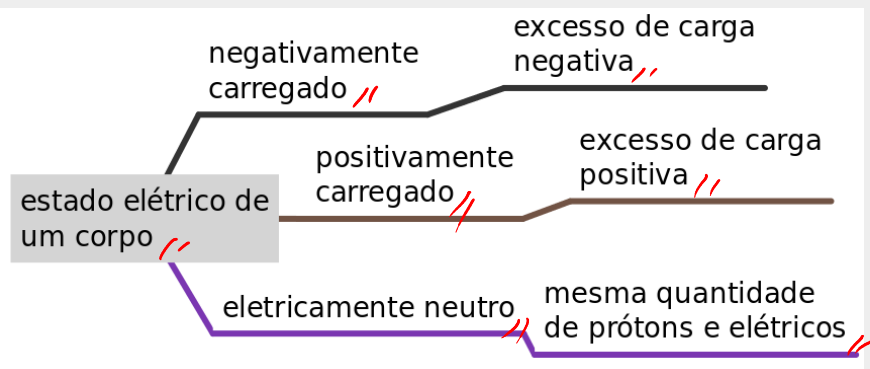 negativamente
carregado
excesso de carga
negativa
estado elétrico de
um corpo
positivamente
carregado
excesso de carga
positiva
eletricamente neutro
mesma quantidade
de prótons e elétricos